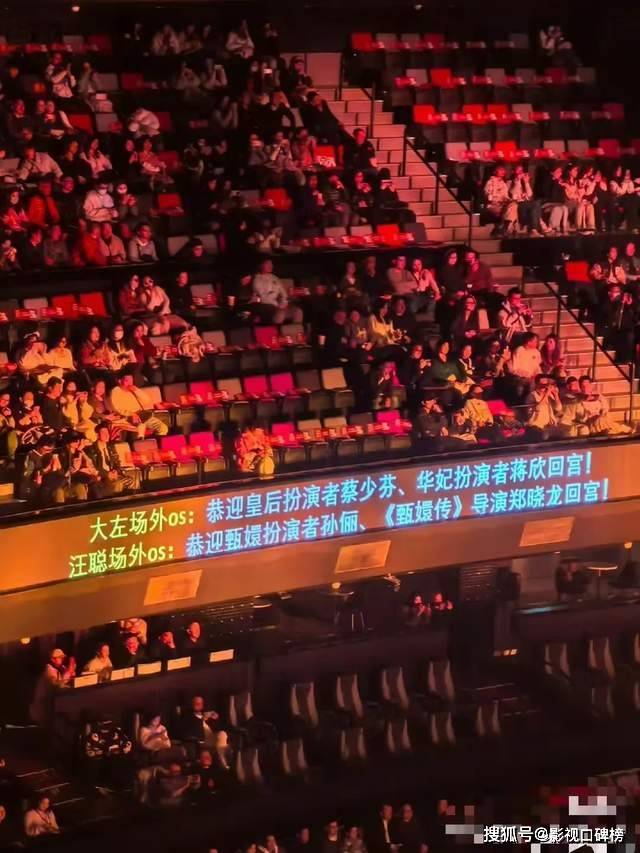 大左场外os：恭迎皇后扮演者蔡少芬、华妃扮演者蒋欣回宫！
汪聪场外os：恭迎甄嬛扮演者孙俪、《甄嬛传》导演郑晓龙回宫！
搜狐号@影视口碑榜